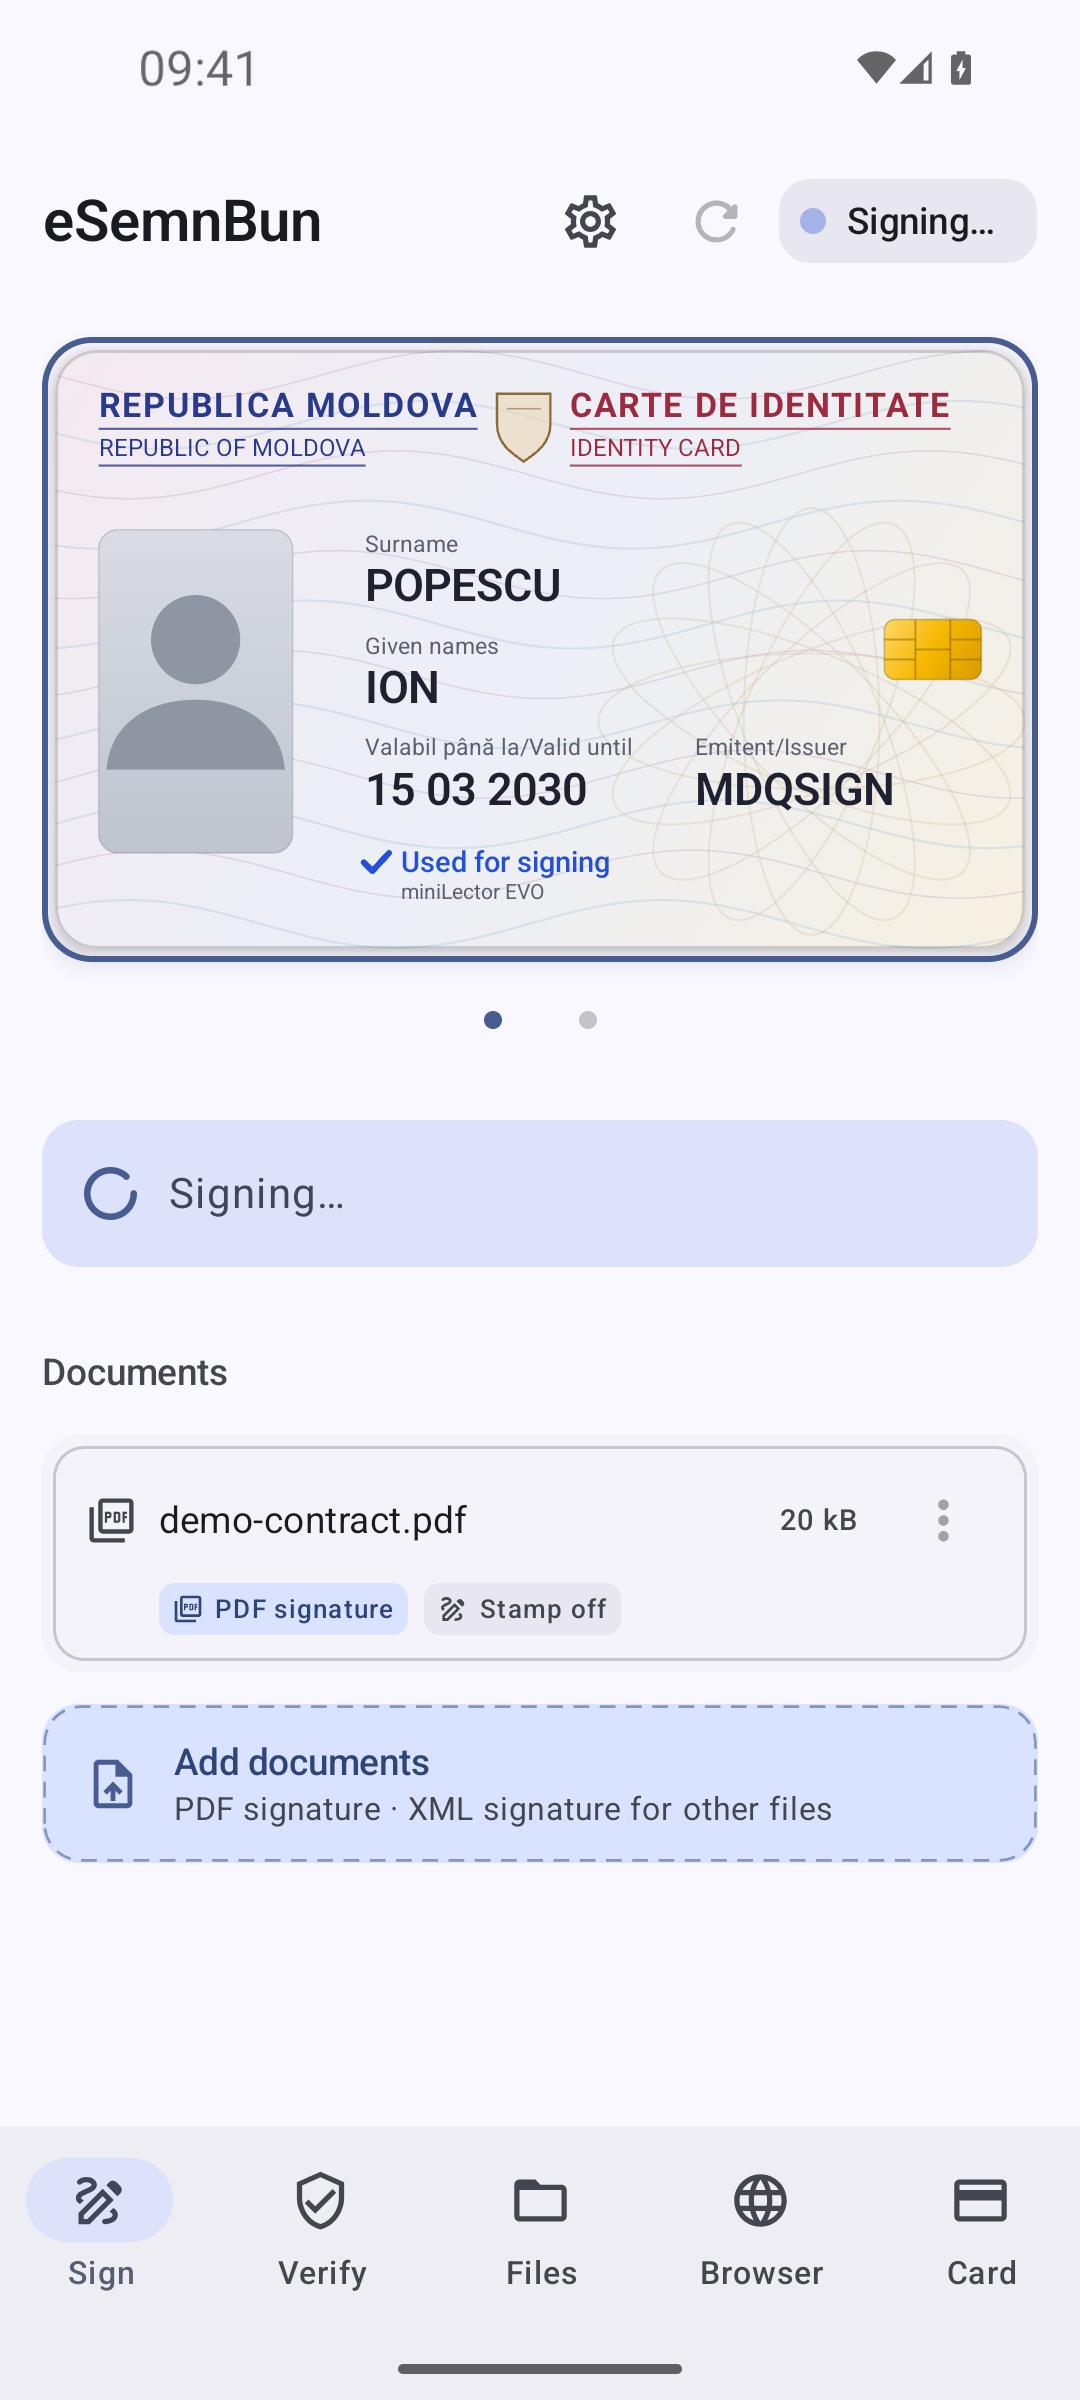 09:41
eSemnBun
Signing...
REPUBLICA MOLDOVA
REPUBLIC OF MOLDOVA
CARTE DE IDENTITATE
IDENTITY CARD
Surname
POPESCU
Given names
ION
Valabil până la/Valid until
15 03 2030
Emitent/Issuer
MDQSIGN
Used for signing
miniLector EVO
Signing...
Documents
PDF
demo-contract.pdf
20 kB
PDF
PDF signature
Stamp off
Add documents
PDF signature · XML signature for other files
Sign
Verify
Files
Browser
Card